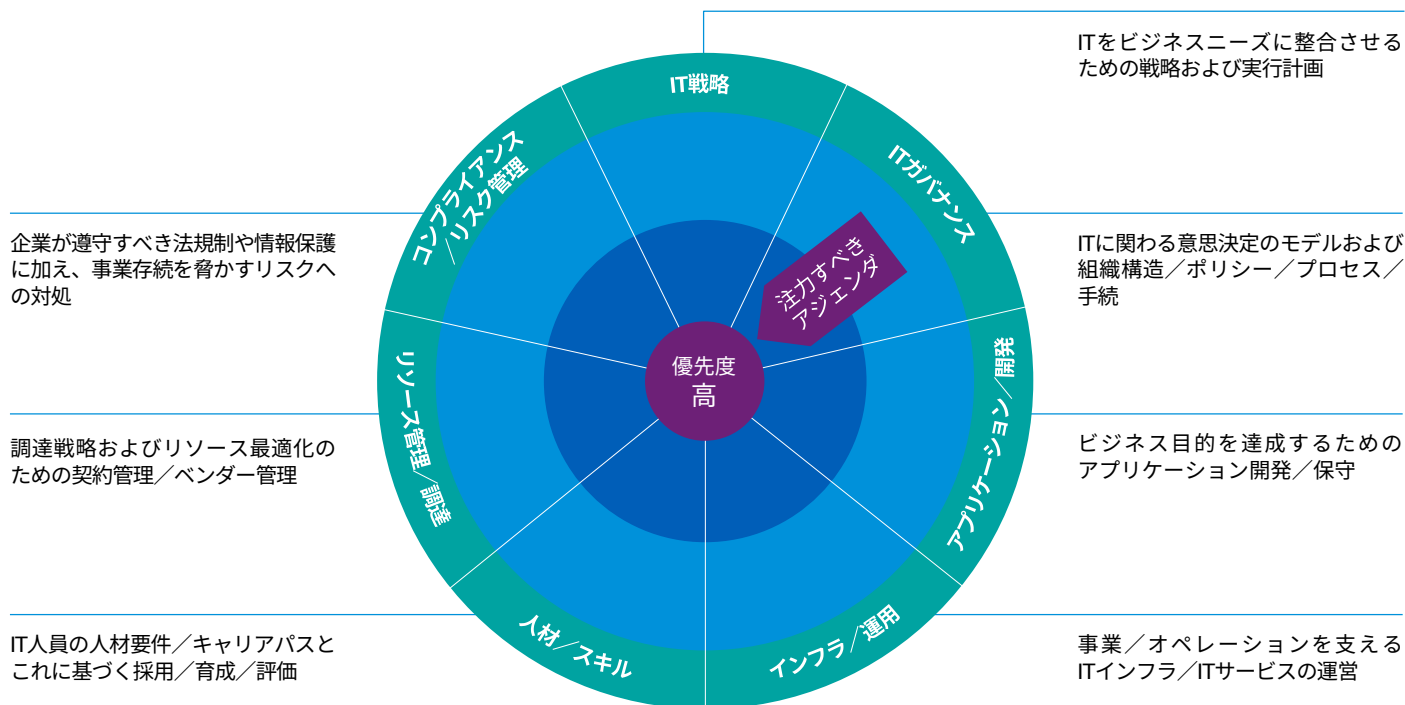 ITをビジネスニーズに整合させる
ための戦略および実行計画
IT戦略
ITガバナンス
コンプライアンス
／リスク管理
企業が遵守すべき法規制や情報保護
に加え、事業存続を脅かすリスクへ
の対処
ITに関わる意思決定のモデルおよび
組織構造／ポリシー／プロセス／
手続
注力すべき
アジェンダ
優先度
高
リソース管理／調達
アプリケーション／開発
調達戦略およびリソース最適化の
ための契約管理／ベンダー管理
ビジネス目的を達成するための
アプリケーション開発／保守
人材／スキル
インフラ／運用
IT人員の人材要件／キャリアパスと
これに基づく採用／育成／評価
事業／オペレーションを支える
ITインフラ／ITサービスの運営